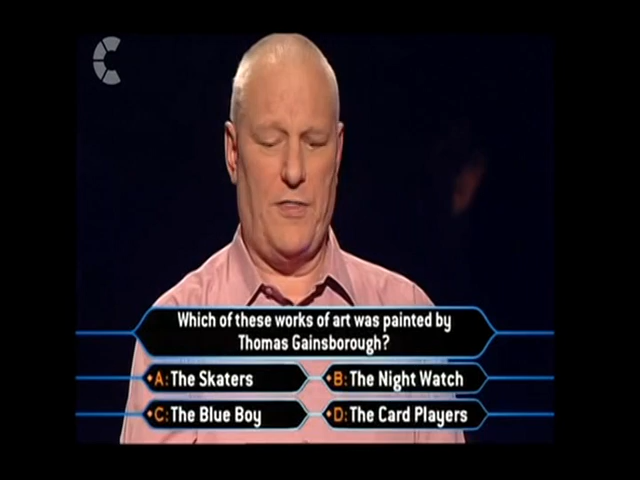 Which of these works of art was painted by
Thomas Gainsborough?
A: The Skaters
B: The Night Watch
C: The Blue Boy
D: The Card Players